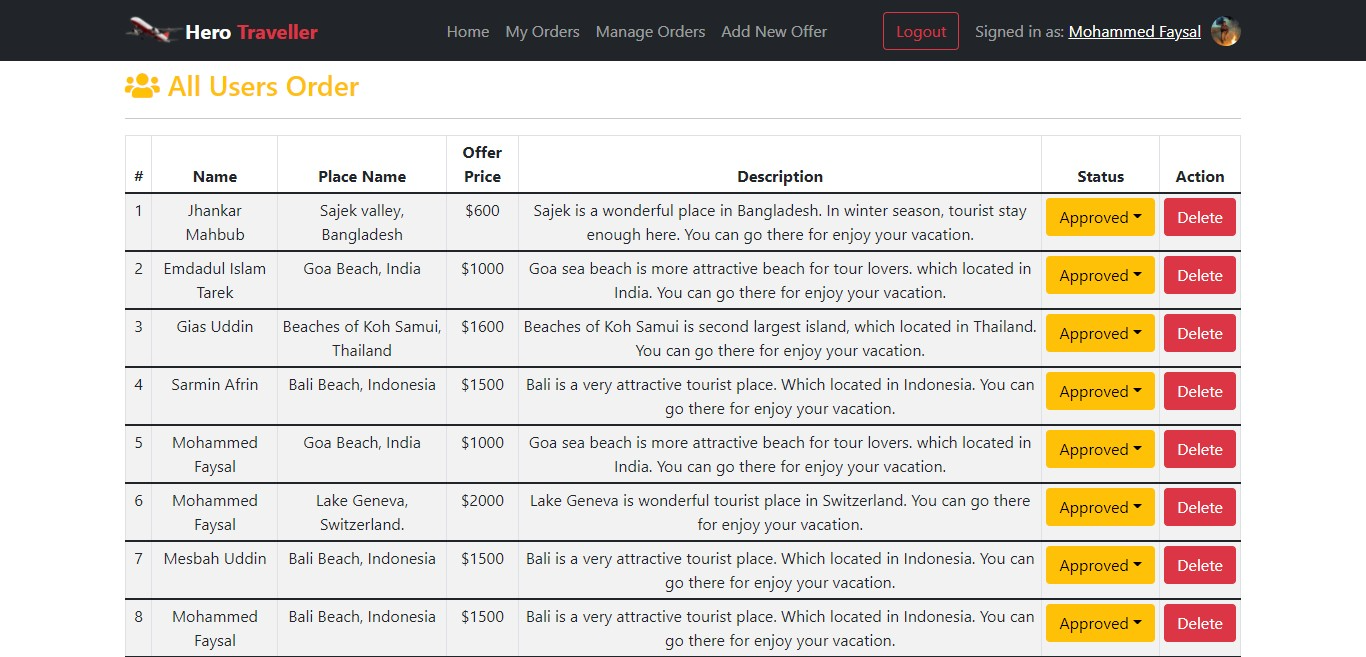 Hero Traveller
Home My Orders Manage Orders Add New Offer Logout Signed in as: Mohammed Faysal
All Users Order
# Name Place Name Offer Price Description Status Action
1 Jhankar Mahbub Sajek valley, Bangladesh $600 Sajek is a wonderful place in Bangladesh. In winter season, tourist stay enough here. You can go there for enjoy your vacation. Approved Delete
2 Emdadul Islam Tarek Goa Beach, India $1000 Goa sea beach is more attractive beach for tour lovers. which located in India. You can go there for enjoy your vacation. Approved Delete
3 Gias Uddin Beaches of Koh Samui, Thailand $1600 Beaches of Koh Samui is second largest island, which located in Thailand. You can go there for enjoy your vacation. Approved Delete
4 Sarmin Afrin Bali Beach, Indonesia $1500 Bali is a very attractive tourist place. Which located in Indonesia. You can go there for enjoy your vacation. Approved Delete
5 Mohammed Faysal Goa Beach, India $1000 Goa sea beach is more attractive beach for tour lovers. which located in India. You can go there for enjoy your vacation. Approved Delete
6 Mohammed Faysal Lake Geneva, Switzerland. $2000 Lake Geneva is wonderful tourist place in Switzerland. You can go there for enjoy your vacation. Approved Delete
7 Mesbah Uddin Bali Beach, Indonesia $1500 Bali is a very attractive tourist place. Which located in Indonesia. You can go there for enjoy your vacation. Approved Delete
8 Mohammed Faysal Bali Beach, Indonesia $1500 Bali is a very attractive tourist place. Which located in Indonesia. You can go there for enjoy your vacation. Approved Delete